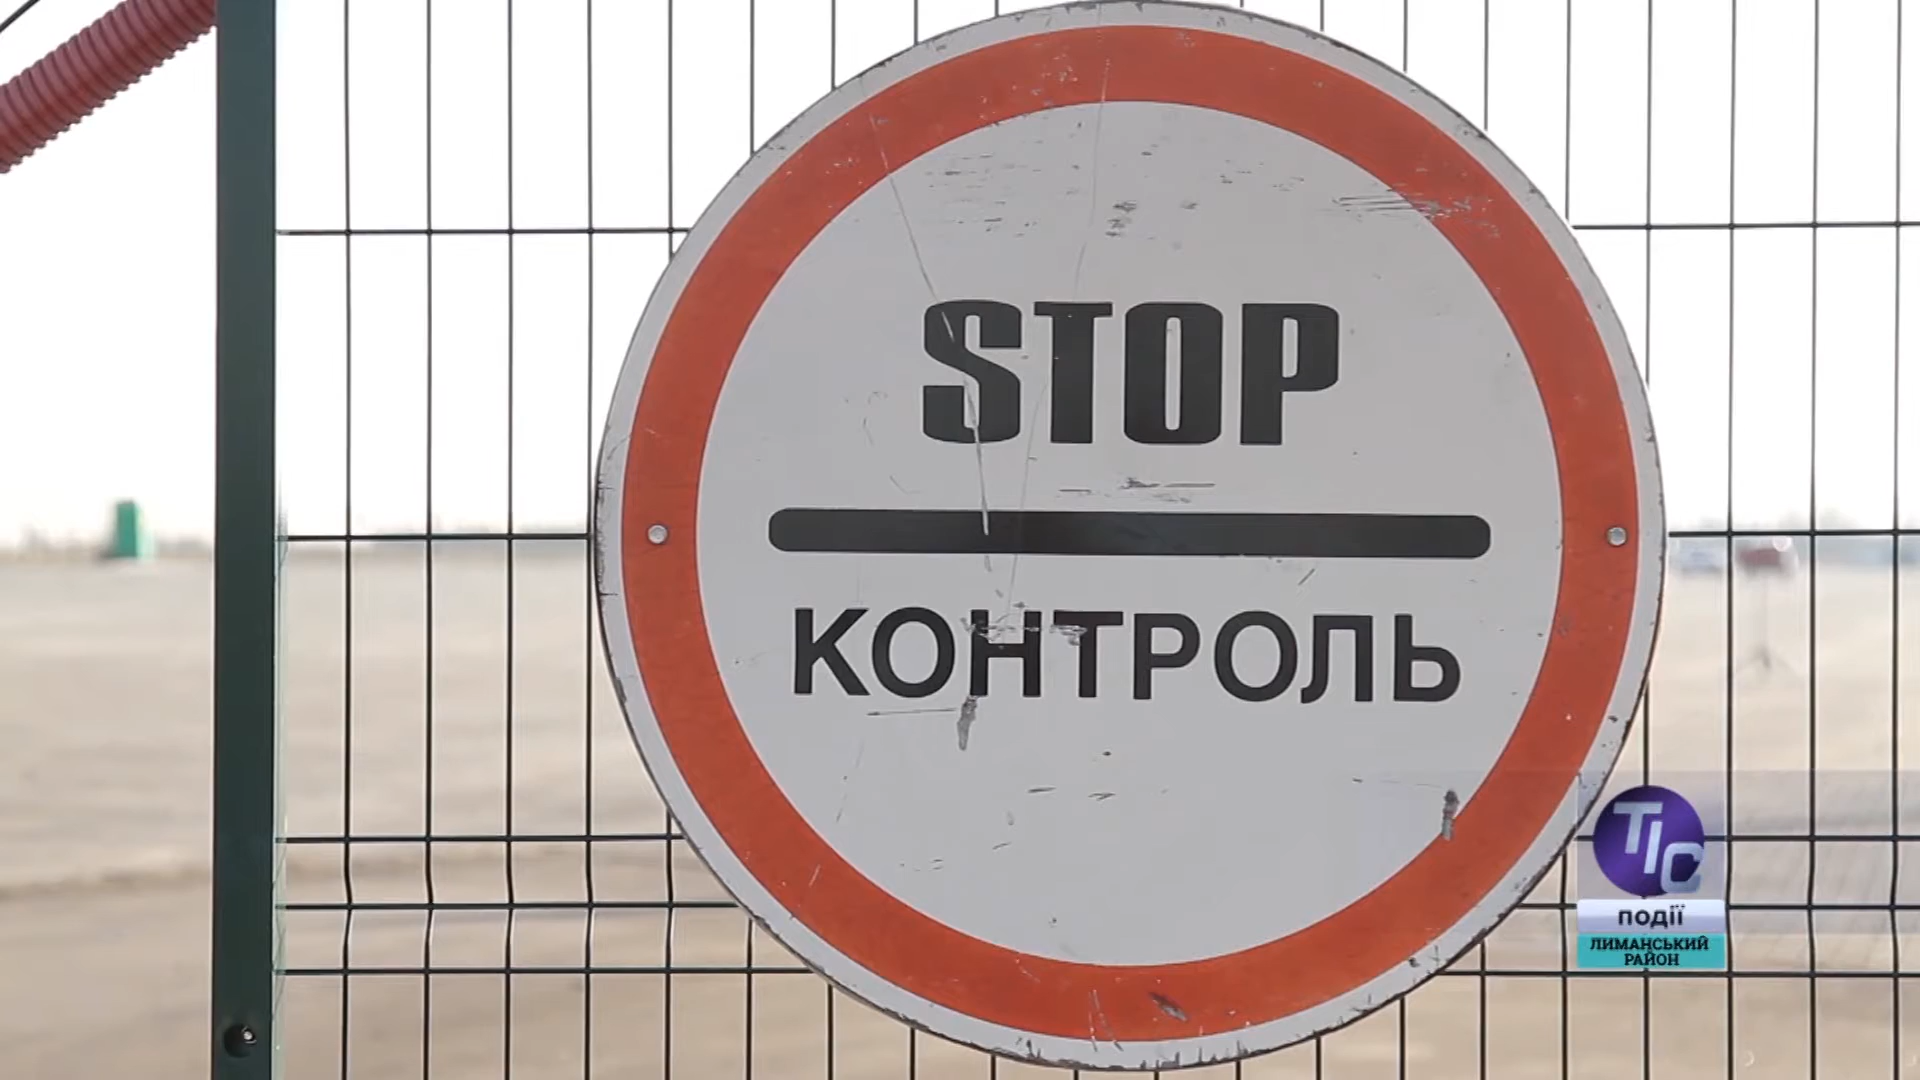 STOP
КОНТРОЛЬ
ТІС
події
ЛИМАНСЬКИЙ
РАЙОН